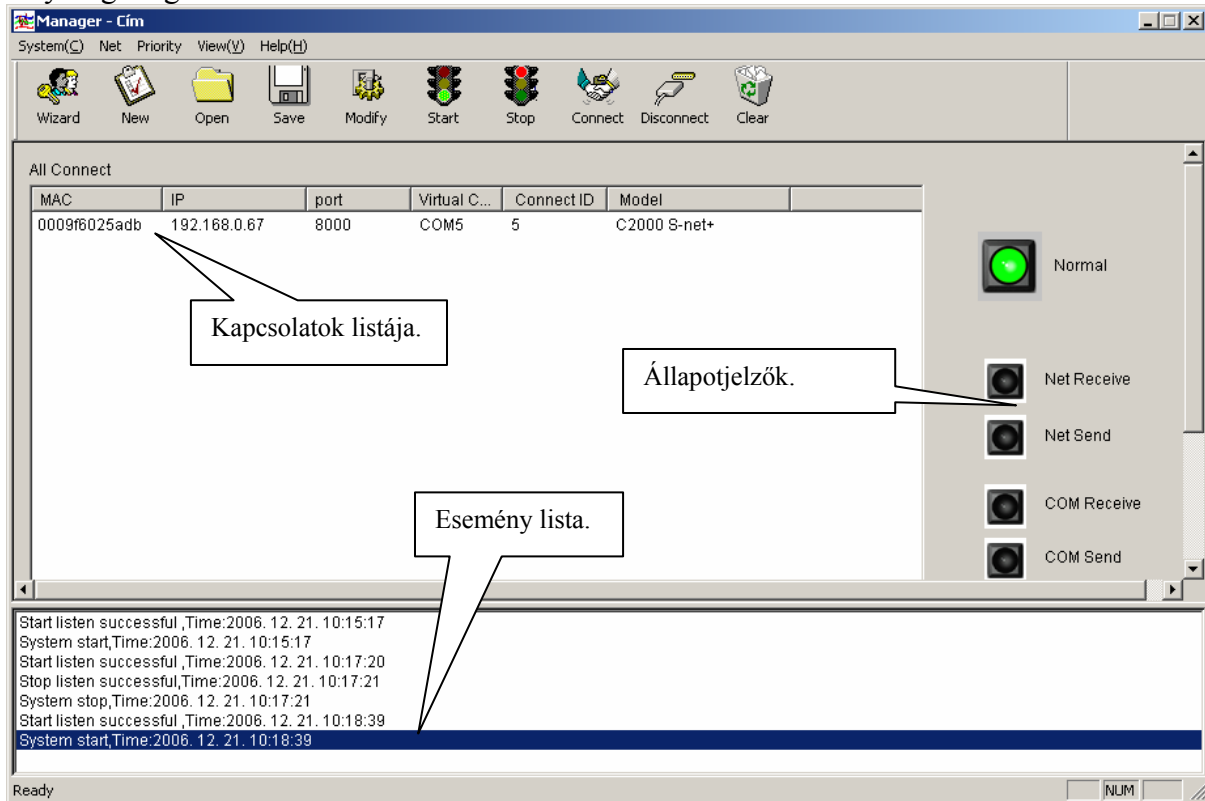 Manager - Cím
System(C) Net Priority View(V) Help(H)
Wizard New Open Save Modify Start Stop Connect Disconnect Clear
All Connect
MAC IP port Virtual C... Connect ID Model
0009f6025adb 192.168.0.67 8000 COM5 5 C2000 S-net+
Normal
Kapcsolatok listája.
Állapotjelzők.
Net Receive
Net Send
Esemény lista.
COM Receive
COM Send
Start listen successful ,Time:2006. 12. 21. 10:15:17
System start,Time:2006. 12. 21. 10:15:17
Start listen successful ,Time:2006. 12. 21. 10:17:20
Stop listen successful,Time:2006. 12. 21. 10:17:21
System stop,Time:2006. 12. 21. 10:17:21
Start listen successful ,Time:2006. 12. 21. 10:18:39
System start,Time:2006. 12. 21. 10:18:39
Ready NUM